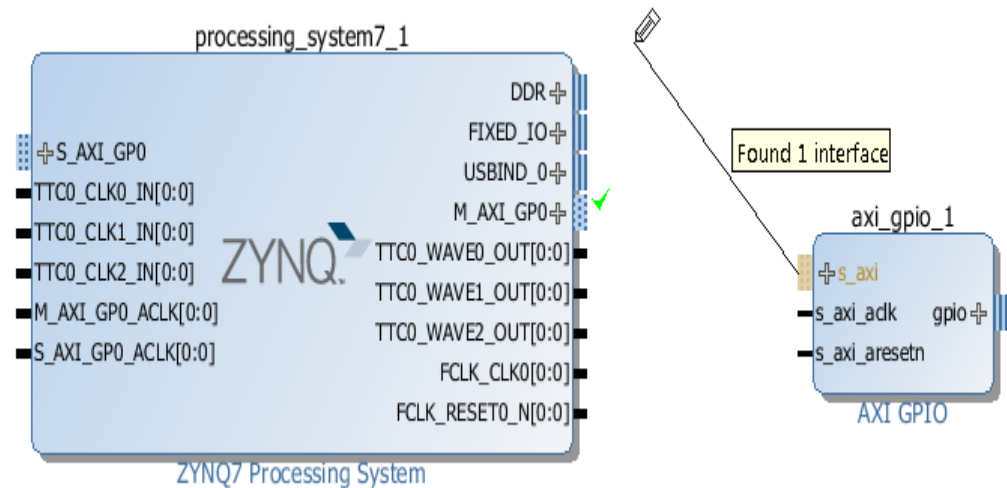 processing_system7_1
DDR
FIXED_IO
USBIND_0
M_AXI_GP0
TTC0_WAVE0_OUT[0:0]
TTC0_WAVE1_OUT[0:0]
TTC0_WAVE2_OUT[0:0]
FCLK_CLK0[0:0]
FCLK_RESET0_N[0:0]
S_AXI_GP0
TTC0_CLK0_IN[0:0]
TTC0_CLK1_IN[0:0]
TTC0_CLK2_IN[0:0]
M_AXI_GP0_ACLK[0:0]
S_AXI_GP0_ACLK[0:0]
ZYNQ.
ZYNQ7 Processing System
Found 1 interface
axi_gpio_1
s_axi
s_axi_aclk
s_axi_aresetn
gpio
AXI GPIO